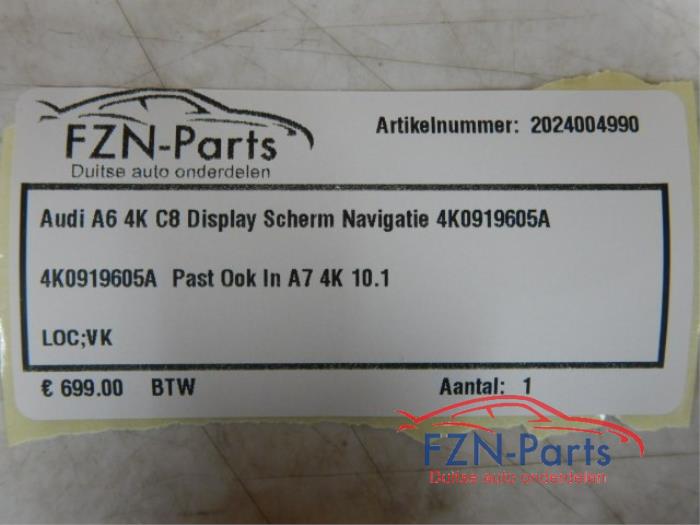 FZN-Parts
Duitse auto onderdelen
Artikelnummer: 2024004990
Audi A6 4K C8 Display Scherm Navigatie 4K0919605A
4K0919605A Past Ook In A7 4K 10.1
LOC;VK
€ 699.00 BTW Aantal: 1
FZN-Parts
Duitse auto onderdelen